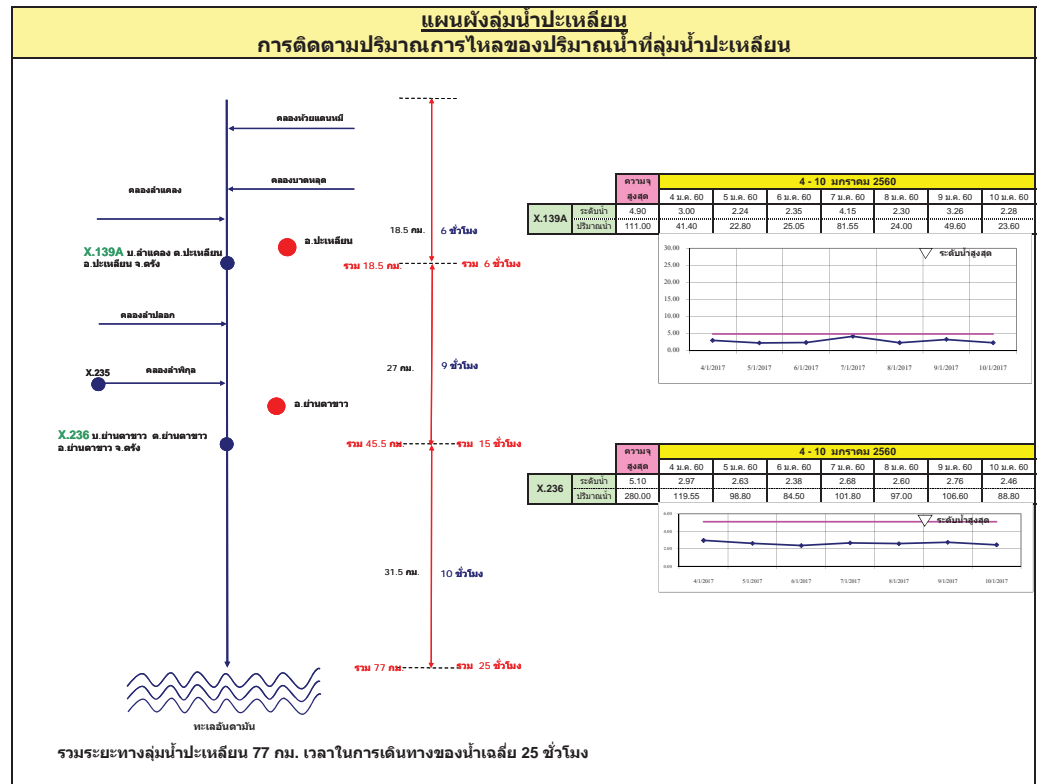 แผนผังลุ่มน้ำปะเหลียน
การติดตามปริมาณการไหลของปริมาณน้ำที่ลุ่มน้ำปะเหลียน
คลองห้วยแดนหมี
คลองบาตหลุด
คลองลำแคลง
18.5 กม. 6 ชั่วโมง
อ.ปะเหลียน
X.139A บ.ลำแคลง ต.ปะเหลียน
อ.ปะเหลียน จ.ตรัง
รวม 18.5 กม. รวม 6 ชั่วโมง
คลองลำปลอก
27 กม. 9 ชั่วโมง
X.235 คลองลำพิกุล
อ.ย่านตาขาว
X.236 บ.ย่านตาขาว ต.ย่านตาขาว
อ.ย่านตาขาว จ.ตรัง
รวม 45.5 กม. รวม 15 ชั่วโมง
31.5 กม. 10 ชั่วโมง
รวม 77 กม. รวม 25 ชั่วโมง
ทะเลอันดามัน
รวมระยะทางลุ่มน้ำปะเหลียน 77 กม. เวลาในการเดินทางของน้ำเฉลี่ย 25 ชั่วโมง
ความจุ 4 - 10 มกราคม 2560
สูงสุด 4 ม.ค. 60 5 ม.ค. 60 6 ม.ค. 60 7 ม.ค. 60 8 ม.ค. 60 9 ม.ค. 60 10 ม.ค. 60
X.139A
ระดับน้ำ 4.90 3.00 2.24 2.35 4.15 2.30 3.26 2.28
ปริมาณน้ำ 111.00 41.40 22.80 25.05 81.55 24.00 49.60 23.60
ระดับน้ำสูงสุด
30.00
25.00
20.00
15.00
10.00
5.00
0.00
4/1/2017 5/1/2017 6/1/2017 7/1/2017 8/1/2017 9/1/2017 10/1/2017
ความจุ 4 - 10 มกราคม 2560
สูงสุด 4 ม.ค. 60 5 ม.ค. 60 6 ม.ค. 60 7 ม.ค. 60 8 ม.ค. 60 9 ม.ค. 60 10 ม.ค. 60
X.236
ระดับน้ำ 5.10 2.97 2.63 2.38 2.68 2.60 2.76 2.46
ปริมาณน้ำ 280.00 119.55 98.80 84.50 101.80 97.00 106.60 88.80
ระดับน้ำสูงสุด
6.00
4.00
2.00
0.00
4/1/2017 5/1/2017 6/1/2017 7/1/2017 8/1/2017 9/1/2017 10/1/2017